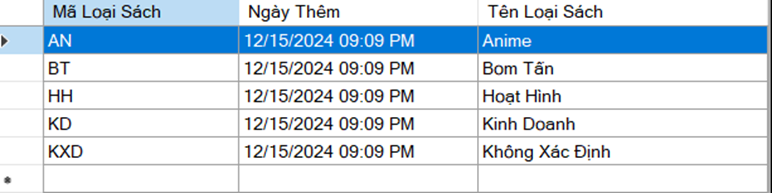 Mã Loại Sách Ngày Thêm Tên Loại Sách
AN 12/15/2024 09:09 PM Anime
BT 12/15/2024 09:09 PM Bom Tấn
HH 12/15/2024 09:09 PM Hoạt Hình
KD 12/15/2024 09:09 PM Kinh Doanh
KXD 12/15/2024 09:09 PM Không Xác Định